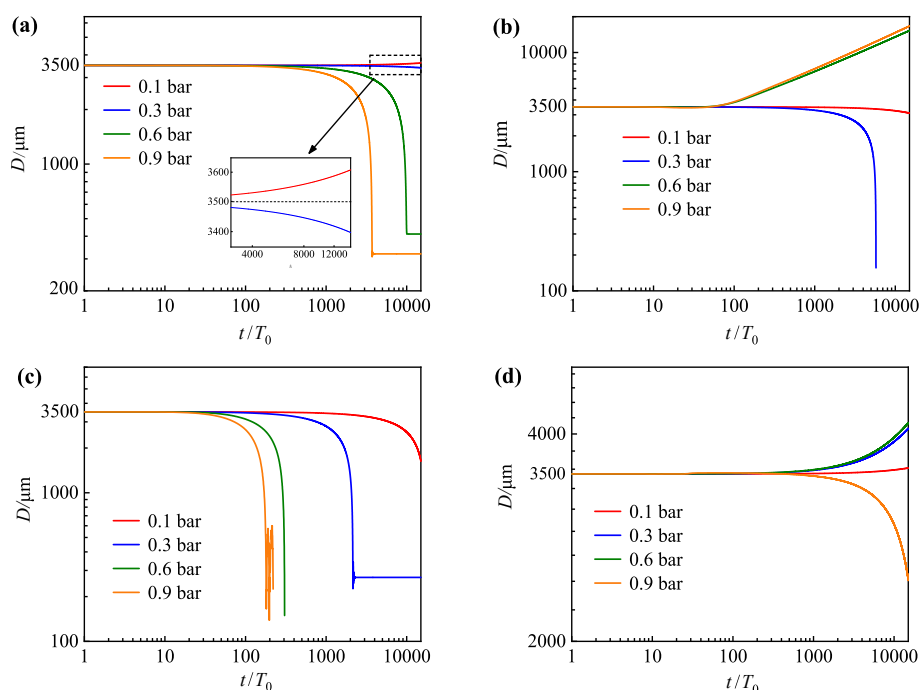 (a)
D/μm
3500
1000
200
0.1 bar
0.3 bar
0.6 bar
0.9 bar
3600
3500
3400
4000
8000
12000
1
10
100
1000
10000
t/T₀
(b)
D/μm
10000
3500
1000
100
0.1 bar
0.3 bar
0.6 bar
0.9 bar
1
10
100
1000
10000
t/T₀
(c)
D/μm
3500
1000
100
0.1 bar
0.3 bar
0.6 bar
0.9 bar
1
10
100
1000
10000
t/T₀
(d)
D/μm
4000
3500
2000
0.1 bar
0.3 bar
0.6 bar
0.9 bar
1
10
100
1000
10000
t/T₀